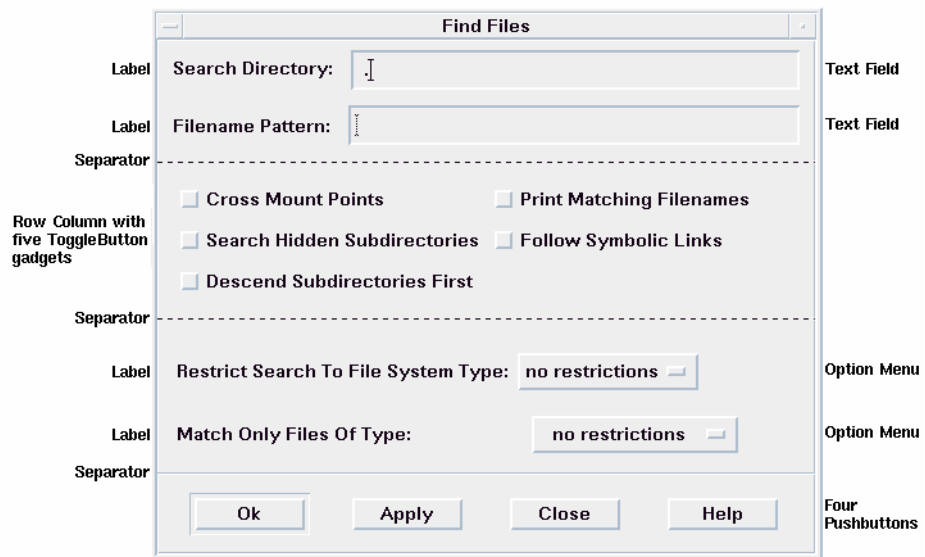 Find Files
Label Search Directory: . Text Field
Label Filename Pattern: Text Field
Separator
Cross Mount Points Print Matching Filenames
Row Column with
five ToggleButton
gadgets
Search Hidden Subdirectories Follow Symbolic Links
Descend Subdirectories First
Separator
Label Restrict Search To File System Type: no restrictions Option Menu
Label Match Only Files Of Type: no restrictions Option Menu
Separator
Ok Apply Close Help
Four
Pushbuttons